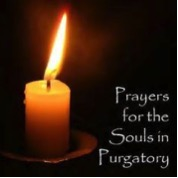 Prayers
for the
Souls in
Purgatory